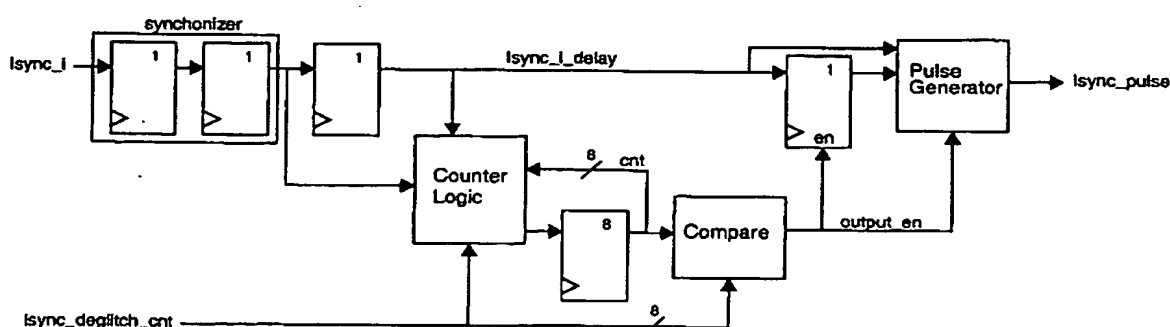 synchonizer
lsync_i
1
1
1
lsync_i_delay
1
en
Pulse
Generator
lsync_pulse
Counter
Logic
8
cnt
8
Compare
output_en
lsync_deglitch_cnt
8